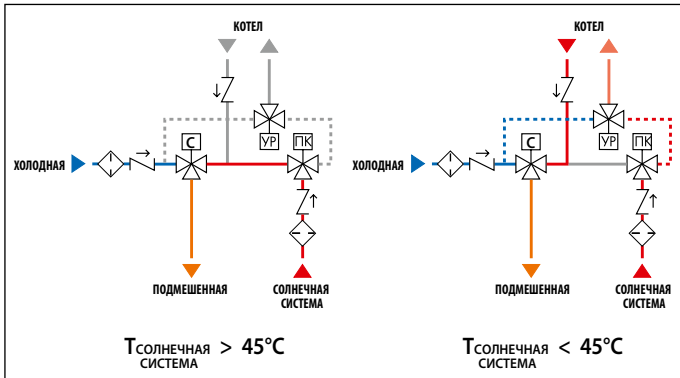 КОТЕЛ
С
УР
ПК
ХОЛОДНАЯ
ПОДМЕШЕННАЯ
СОЛНЕЧНАЯ
СИСТЕМА
TСОЛНЕЧНАЯ > 45°C
СИСТЕМА
КОТЕЛ
С
УР
ПК
ХОЛОДНАЯ
ПОДМЕШЕННАЯ
СОЛНЕЧНАЯ
СИСТЕМА
TСОЛНЕЧНАЯ < 45°C
СИСТЕМА